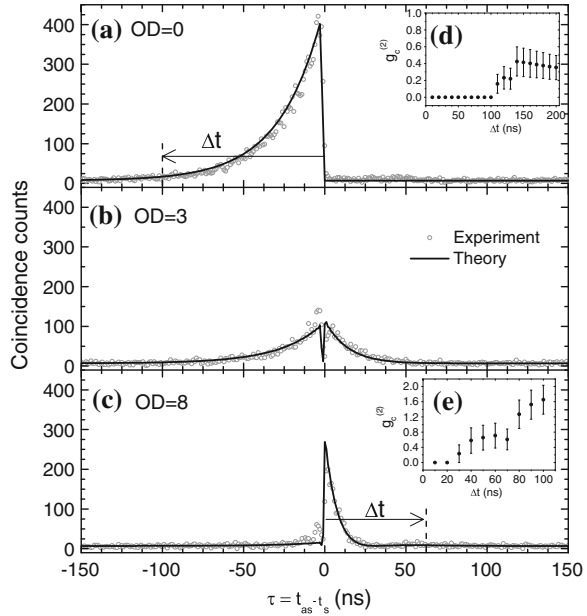 (a) OD=0
400
300
200
100
0
Δt
(d)
g_c^(2)
1.0
0.8
0.6
0.4
0.2
0.0
0 50 100 150 200
Δt (ns)
(b) OD=3
400
300
200
100
0
Experiment
Theory
Coincidence counts
(c) OD=8
400
300
200
100
0
Δt
(e)
g_c^(2)
2.0
1.6
1.2
0.8
0.4
0.0
0 20 40 60 80 100
Δt (ns)
-150 -100 -50 0 50 100 150
τ = t_as-t_s (ns)